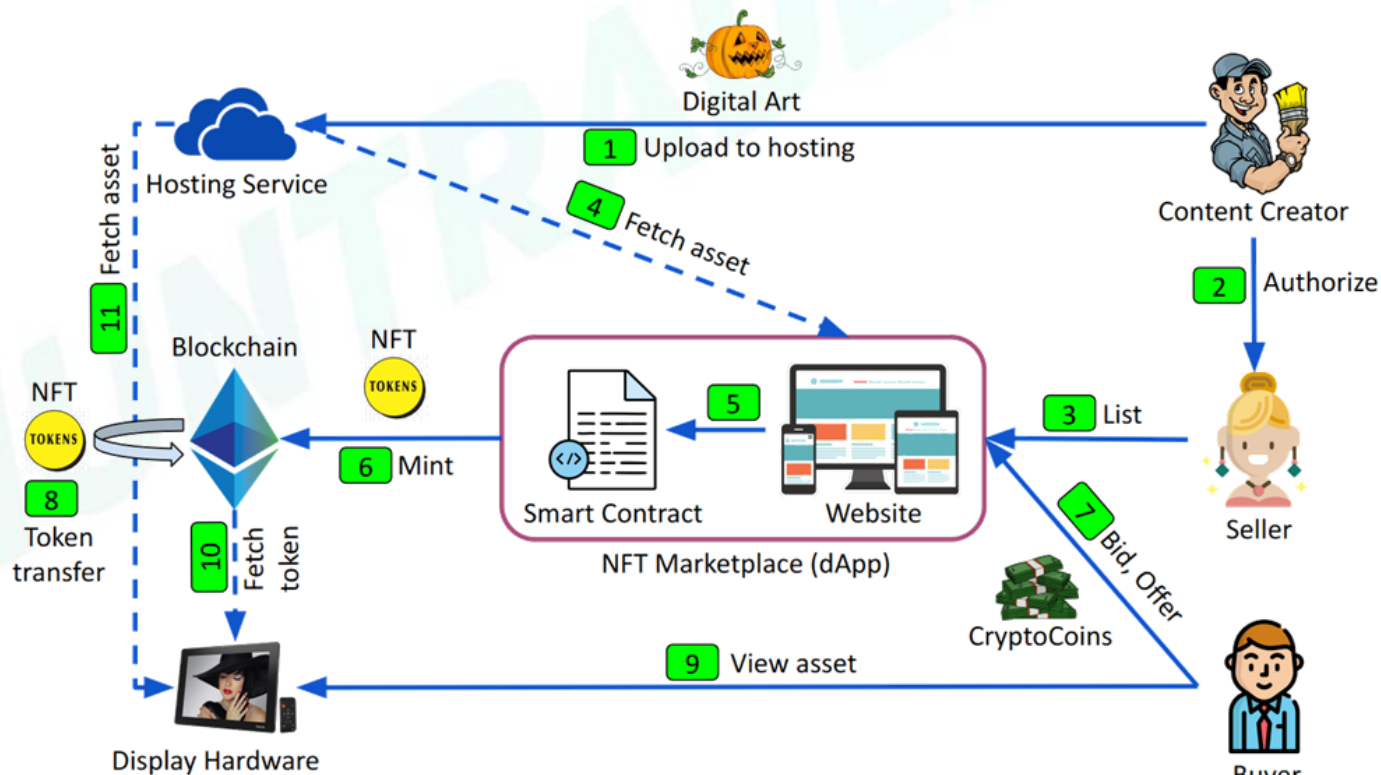 Digital Art
1 Upload to hosting
Hosting Service
Content Creator
4 Fetch asset
2 Authorize
11 Fetch asset
Blockchain
NFT
TOKENS
NFT
TOKENS
8
Token
transfer
6 Mint
5
Smart Contract
Website
NFT Marketplace (dApp)
3 List
Seller
7 Bid, Offer
CryptoCoins
10 Fetch
token
9 View asset
Display Hardware
Buyer